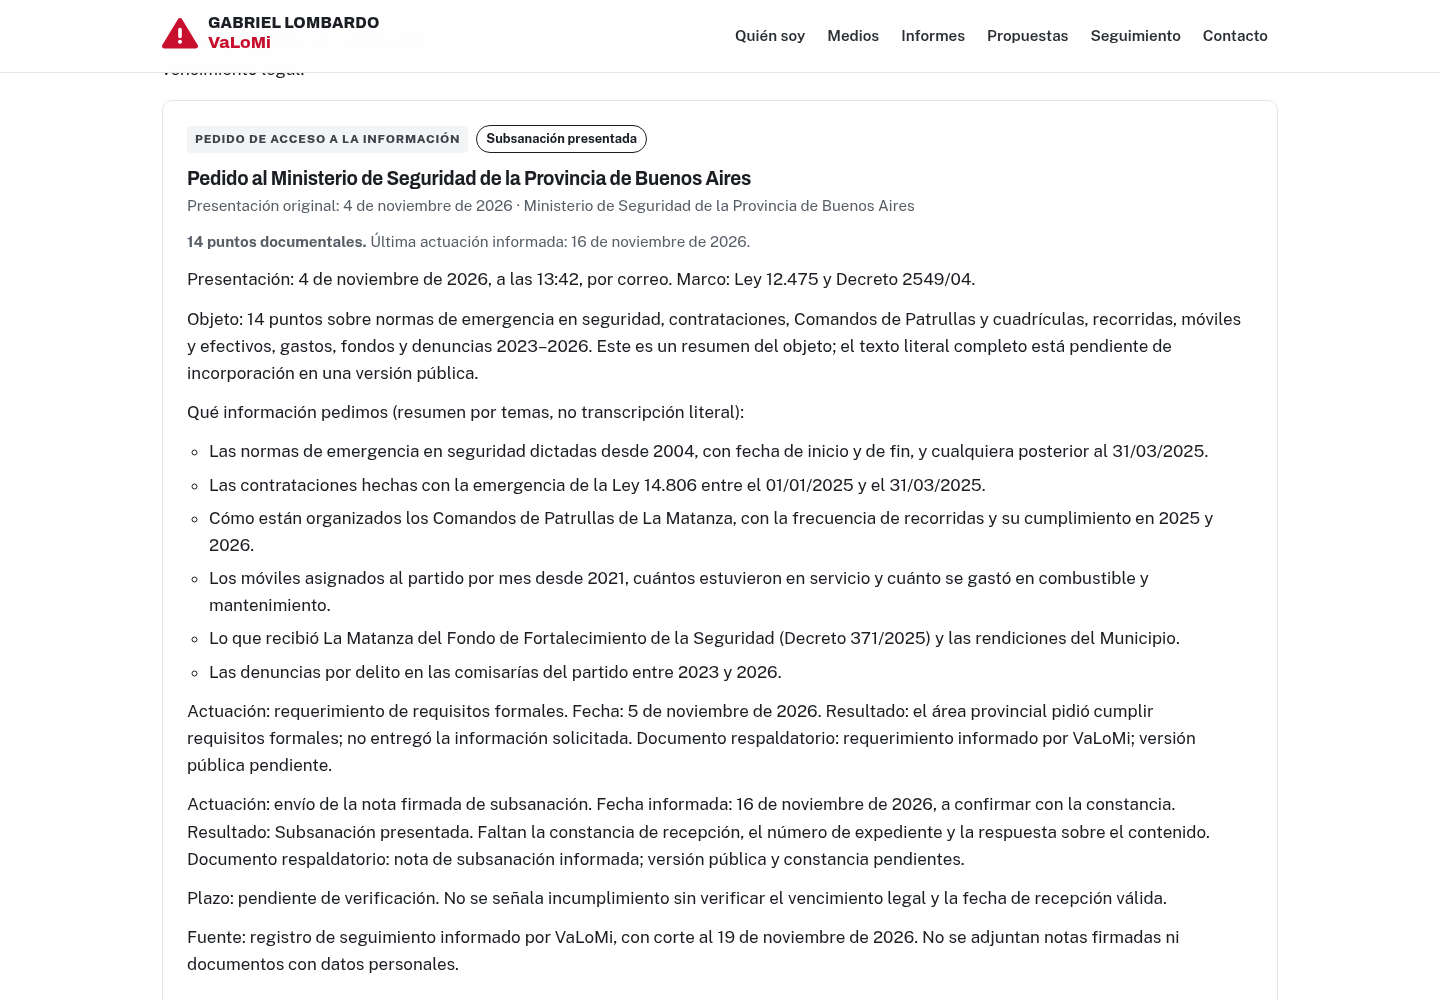 GABRIEL LOMBARDO
VaLoMi
Quién soy Medios Informes Propuestas Seguimiento Contacto
vencimiento legal.
PEDIDO DE ACCESO A LA INFORMACIÓN Subsanación presentada
Pedido al Ministerio de Seguridad de la Provincia de Buenos Aires
Presentación original: 4 de noviembre de 2026 · Ministerio de Seguridad de la Provincia de Buenos Aires
14 puntos documentales. Última actuación informada: 16 de noviembre de 2026.
Presentación: 4 de noviembre de 2026, a las 13:42, por correo. Marco: Ley 12.475 y Decreto 2549/04.
Objeto: 14 puntos sobre normas de emergencia en seguridad, contrataciones, Comandos de Patrullas y cuadrículas, recorridas, móviles
y efectivos, gastos, fondos y denuncias 2023–2026. Este es un resumen del objeto; el texto literal completo está pendiente de
incorporación en una versión pública.
Qué información pedimos (resumen por temas, no transcripción literal):
Las normas de emergencia en seguridad dictadas desde 2004, con fecha de inicio y de fin, y cualquiera posterior al 31/03/2025.
Las contrataciones hechas con la emergencia de la Ley 14.806 entre el 01/01/2025 y el 31/03/2025.
Cómo están organizados los Comandos de Patrullas de La Matanza, con la frecuencia de recorridas y su cumplimiento en 2025 y
2026.
Los móviles asignados al partido por mes desde 2021, cuántos estuvieron en servicio y cuánto se gastó en combustible y
mantenimiento.
Lo que recibió La Matanza del Fondo de Fortalecimiento de la Seguridad (Decreto 371/2025) y las rendiciones del Municipio.
Las denuncias por delito en las comisarías del partido entre 2023 y 2026.
Actuación: requerimiento de requisitos formales. Fecha: 5 de noviembre de 2026. Resultado: el área provincial pidió cumplir
requisitos formales; no entregó la información solicitada. Documento respaldatorio: requerimiento informado por VaLoMi; versión
pública pendiente.
Actuación: envío de la nota firmada de subsanación. Fecha informada: 16 de noviembre de 2026, a confirmar con la constancia.
Resultado: Subsanación presentada. Faltan la constancia de recepción, el número de expediente y la respuesta sobre el contenido.
Documento respaldatorio: nota de subsanación informada; versión pública y constancia pendientes.
Plazo: pendiente de verificación. No se señala incumplimiento sin verificar el vencimiento legal y la fecha de recepción válida.
Fuente: registro de seguimiento informado por VaLoMi, con corte al 19 de noviembre de 2026. No se adjuntan notas firmadas ni
documentos con datos personales.